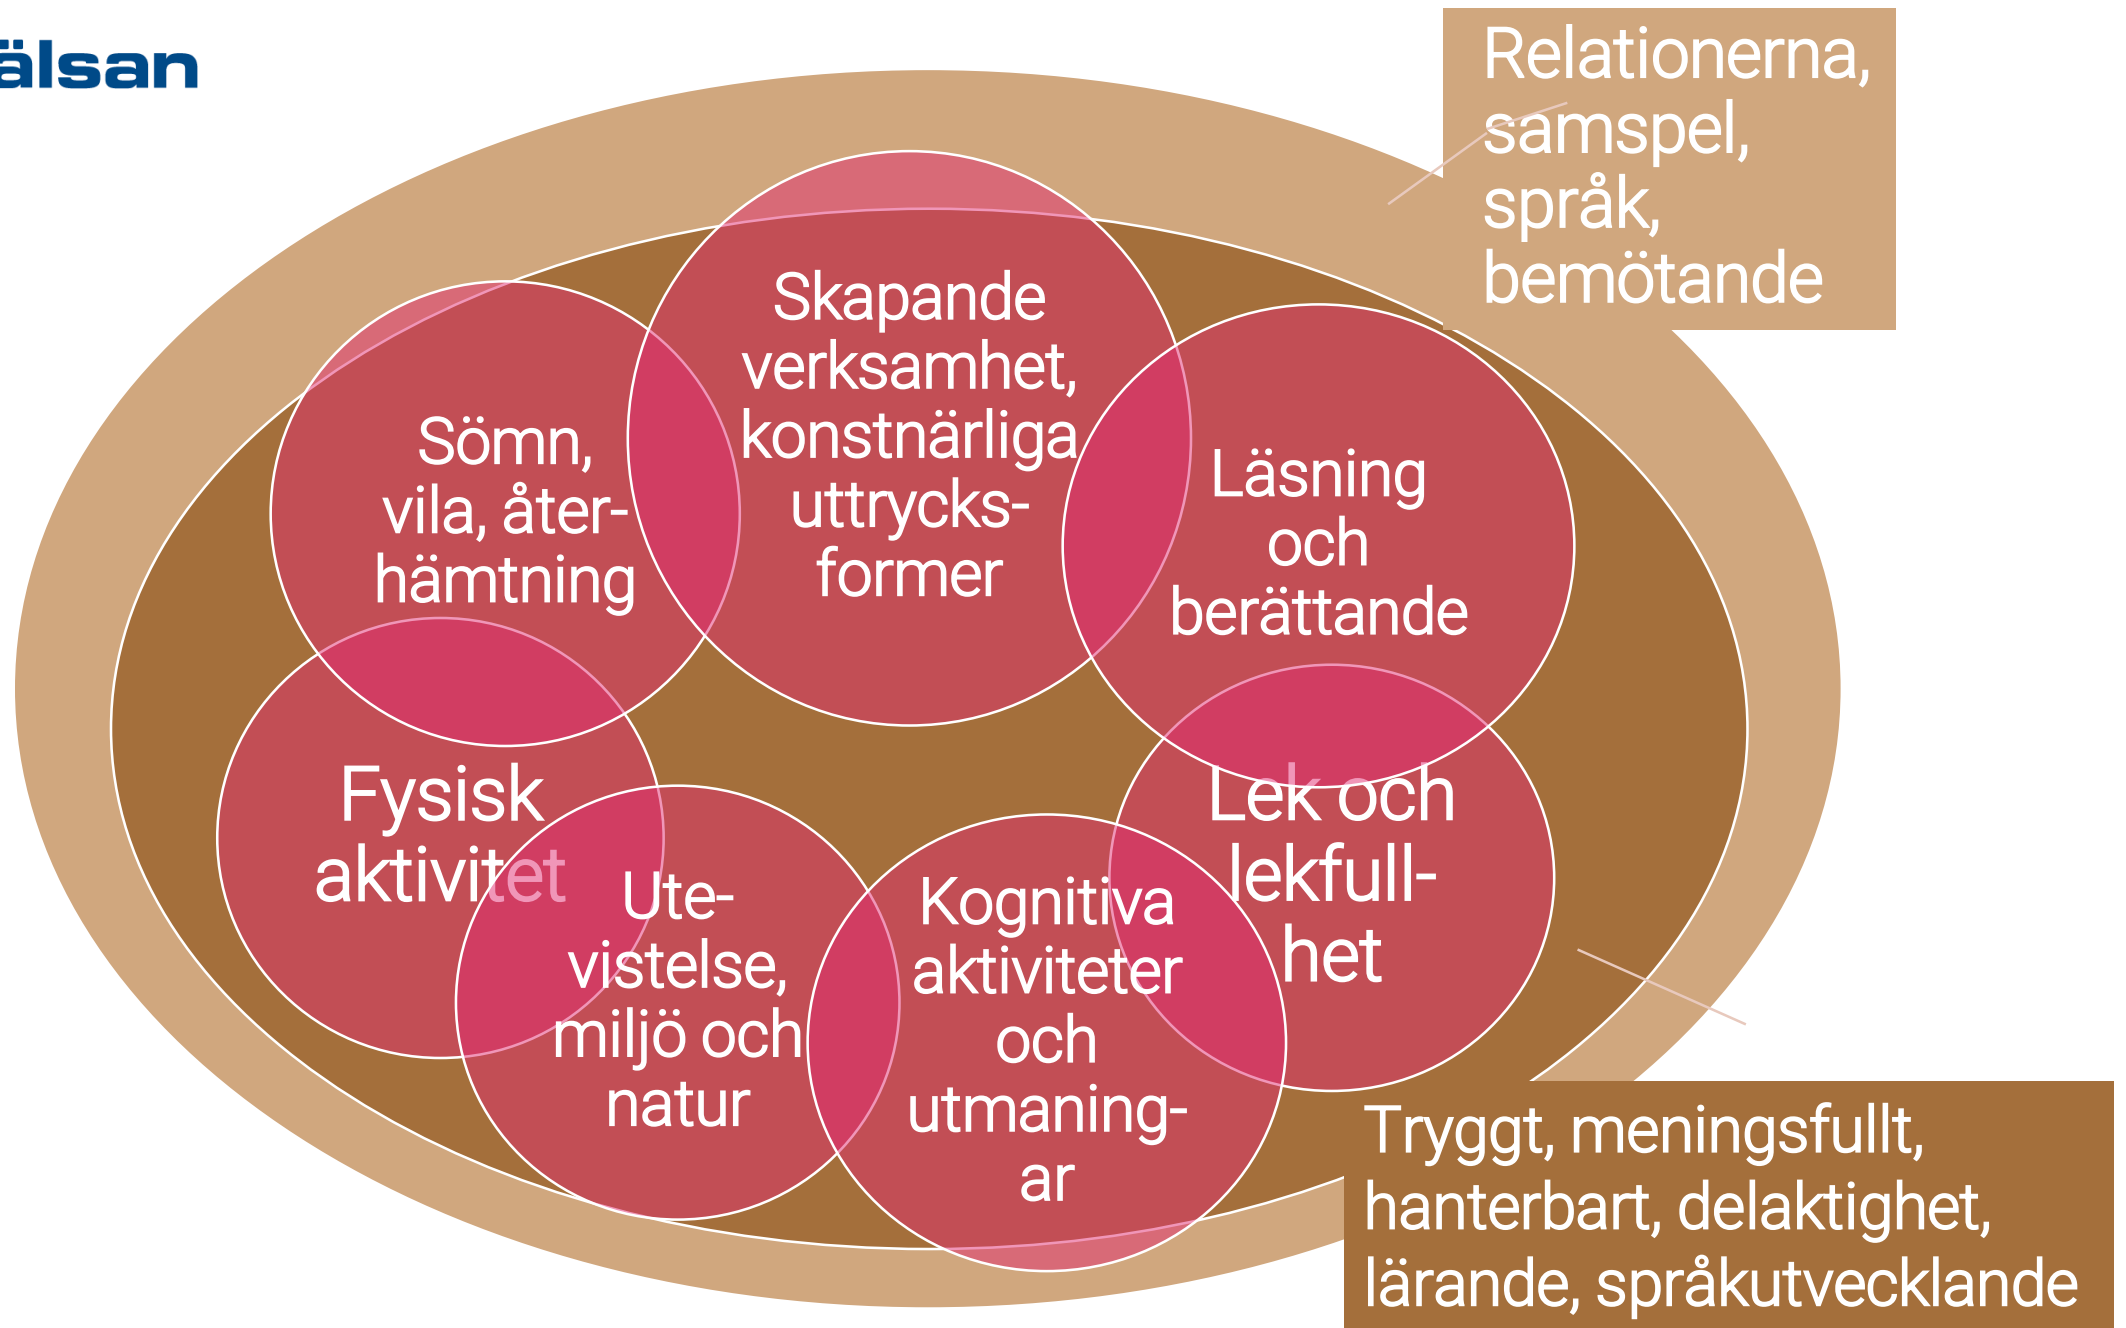 älsan
Relationerna,
samspel,
språk,
bemötande
Skapande
verksamhet,
konstnärliga
uttrycks-
former
Sömn,
vila, åter-
hämtning
Läsning
och
berättande
Fysisk
aktivitet
Ute-
vistelse,
miljö och
natur
Kognitiva
aktiviteter
och
utmaning-
ar
Lek och
lekfull-
het
Tryggt, meningsfullt,
hanterbart, delaktighet,
lärande, språkutvecklande